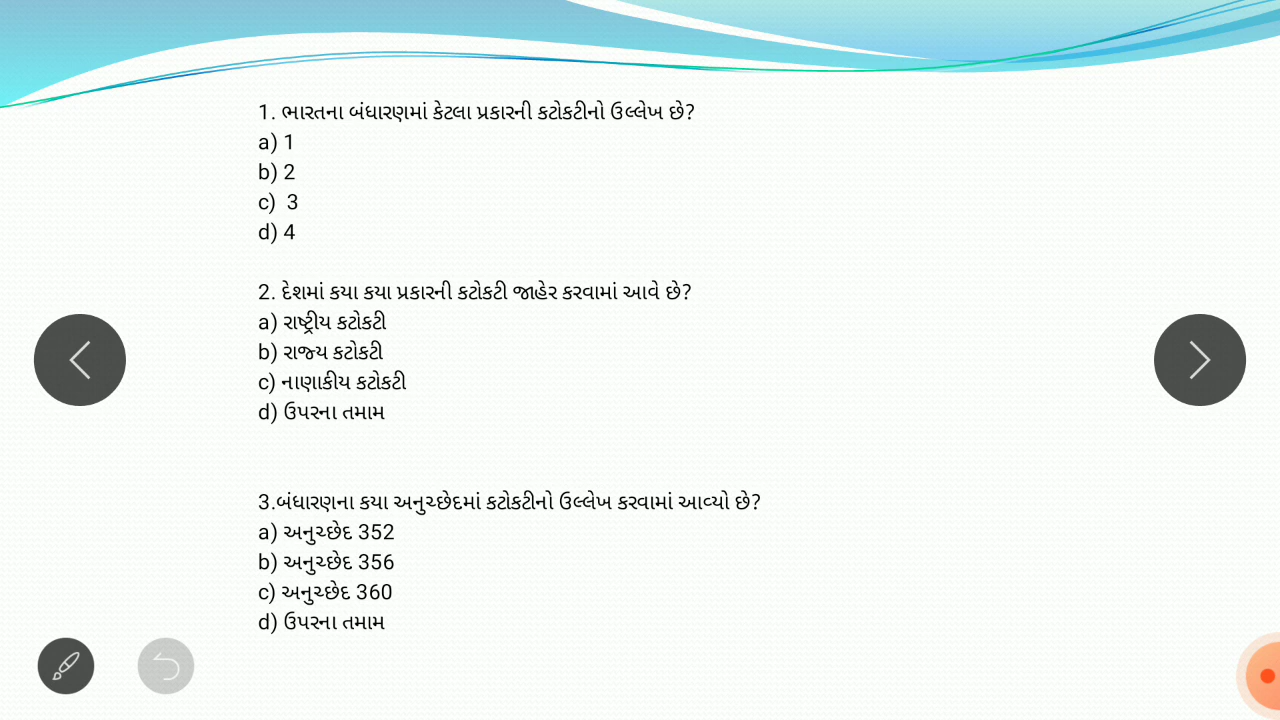 1. ભારતના બંધારણમાં કેટલા પ્રકારની કટોકટીનો ઉલ્લેખ છે?
a) 1
b) 2
c)  3
d) 4
2. દેશમાં કયા કયા પ્રકારની કટોકટી જાહેર કરવામાં આવે છે?
a) રાષ્ટ્રીય કટોકટી
b) રાજ્ય કટોકટી
c) નાણાકીય કટોકટી
d) ઉપરના તમામ
3.બંધારણના કયા અનુચ્છેદમાં કટોકટીનો ઉલ્લેખ કરવામાં આવ્યો છે?
a) અનુચ્છેદ 352
b) અનુચ્છેદ 356
c) અનુચ્છેદ 360
d) ઉપરના તમામ